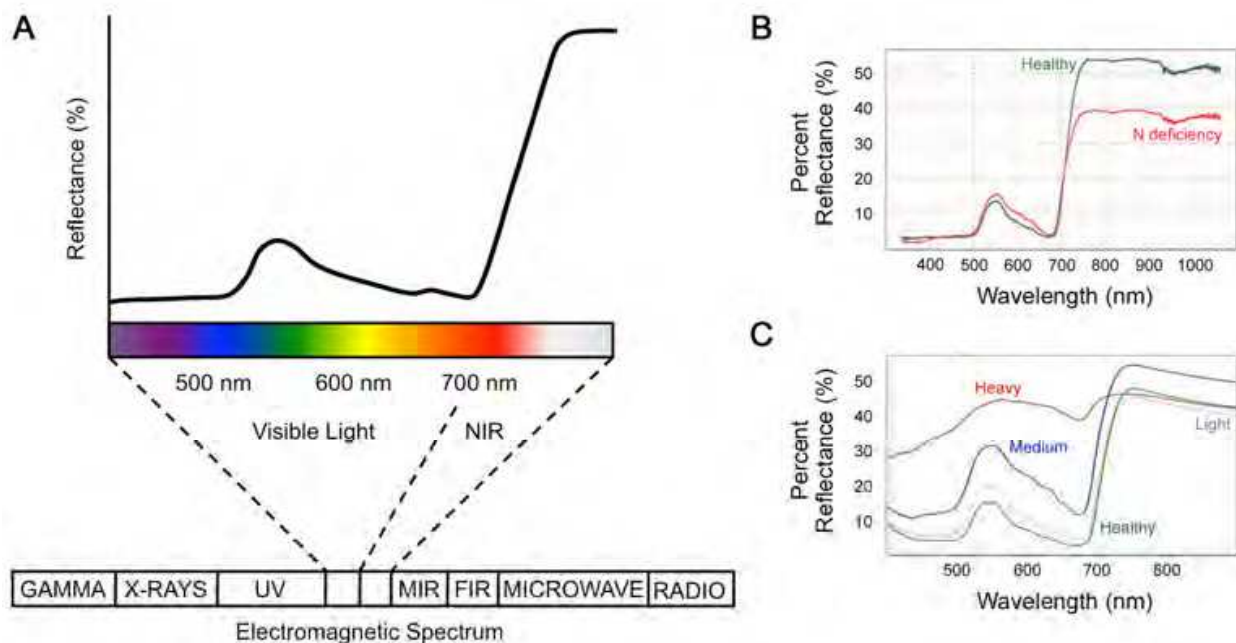 A
Reflectance (%)
500 nm
600 nm
700 nm
Visible Light
NIR
GAMMA
X-RAYS
UV
MIR
FIR
MICROWAVE
RADIO
Electromagnetic Spectrum
B
Percent
Reflectance (%)
50
40
30
20
10
Healthy
N deficiency
400
500
600
700
800
900
1000
Wavelength (nm)
C
Percent
Reflectance (%)
50
40
30
20
10
Heavy
Medium
Light
Healthy
500
600
700
800
Wavelength (nm)